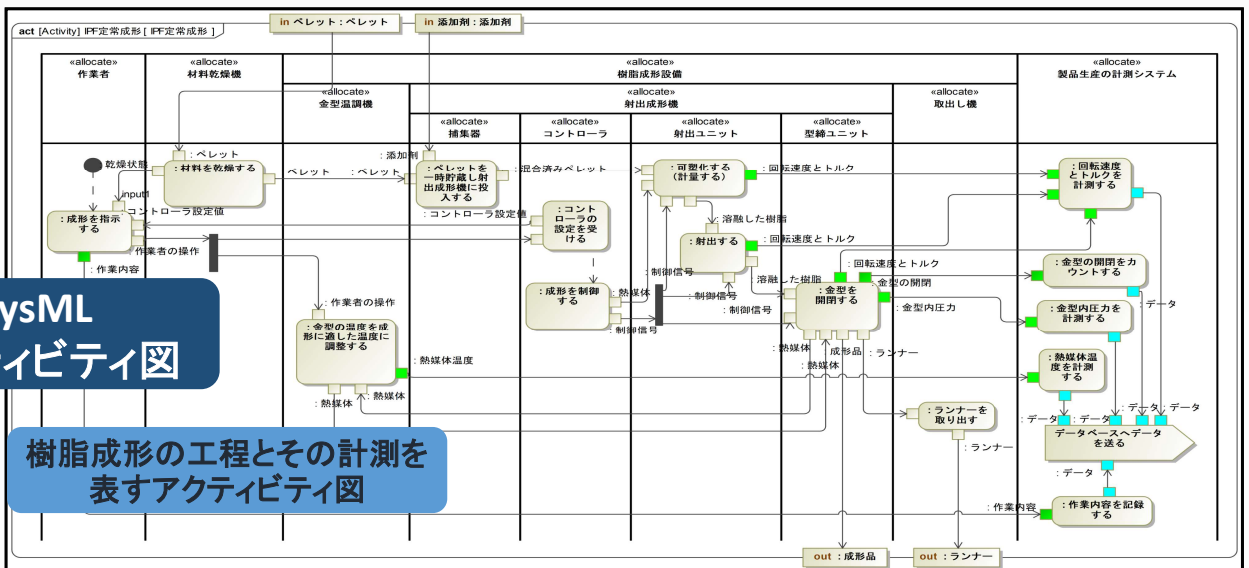 in ペレット : ペレット
in 添加剤 : 添加剤
act [Activity] IPF定常成形 [ IPF定常成形 ]
«allocate»
作業者
«allocate»
材料乾燥機
«allocate»
樹脂成形設備
«allocate»
製品生産の計測システム
«allocate»
金型温調機
«allocate»
射出成形機
«allocate»
取出し機
«allocate»
捕集器
«allocate»
コントローラ
«allocate»
射出ユニット
«allocate»
型締ユニット
乾燥状態
: ペレット
: 材料を乾燥する
ペレット
: ペレット
: 添加剤
: ペレットを
一時貯蔵し射
出成形機に投
入する
: 混合済みペレット
: 可塑化する
(計量する)
: 回転速度とトルク
: 回転速度
とトルクを
計測する
input1
: コントローラ設定値
: 成形を指示
する
: 作業者の操作
: 作業内容
: コントローラ設定値
: コント
ローラの
設定を受
ける
: 溶融した樹脂
: 射出する
: 回転速度とトルク
: 制御信号
: 溶融した樹脂
: 回転速度とトルク
: 金型の開閉
: 金型の開閉をカ
ウントする
: データ
: 成形を制御
する
: 熱媒体
: 制御信号
: 制御信号
: 制御信号
: 金型を
開閉する
: 金型内圧力
: 金型内圧力を
計測する
: 作業者の操作
: 金型の温度を成
形に適した温度に
調整する
: 熱媒体温度
: 熱媒体
: 熱媒体
: 熱媒体
: 成形品
: ランナー
: 熱媒体
: 熱媒体温
度を計測
する
: ランナーを
取り出す
: ランナー
: データ
: データ
: データ
: データ
データベースへデータ
を送る
: データ
: 作業内容
: 作業内容を記録
する
ysML
ティビティ図
樹脂成形の工程とその計測を
表すアクティビティ図
out : 成形品
out : ランナー